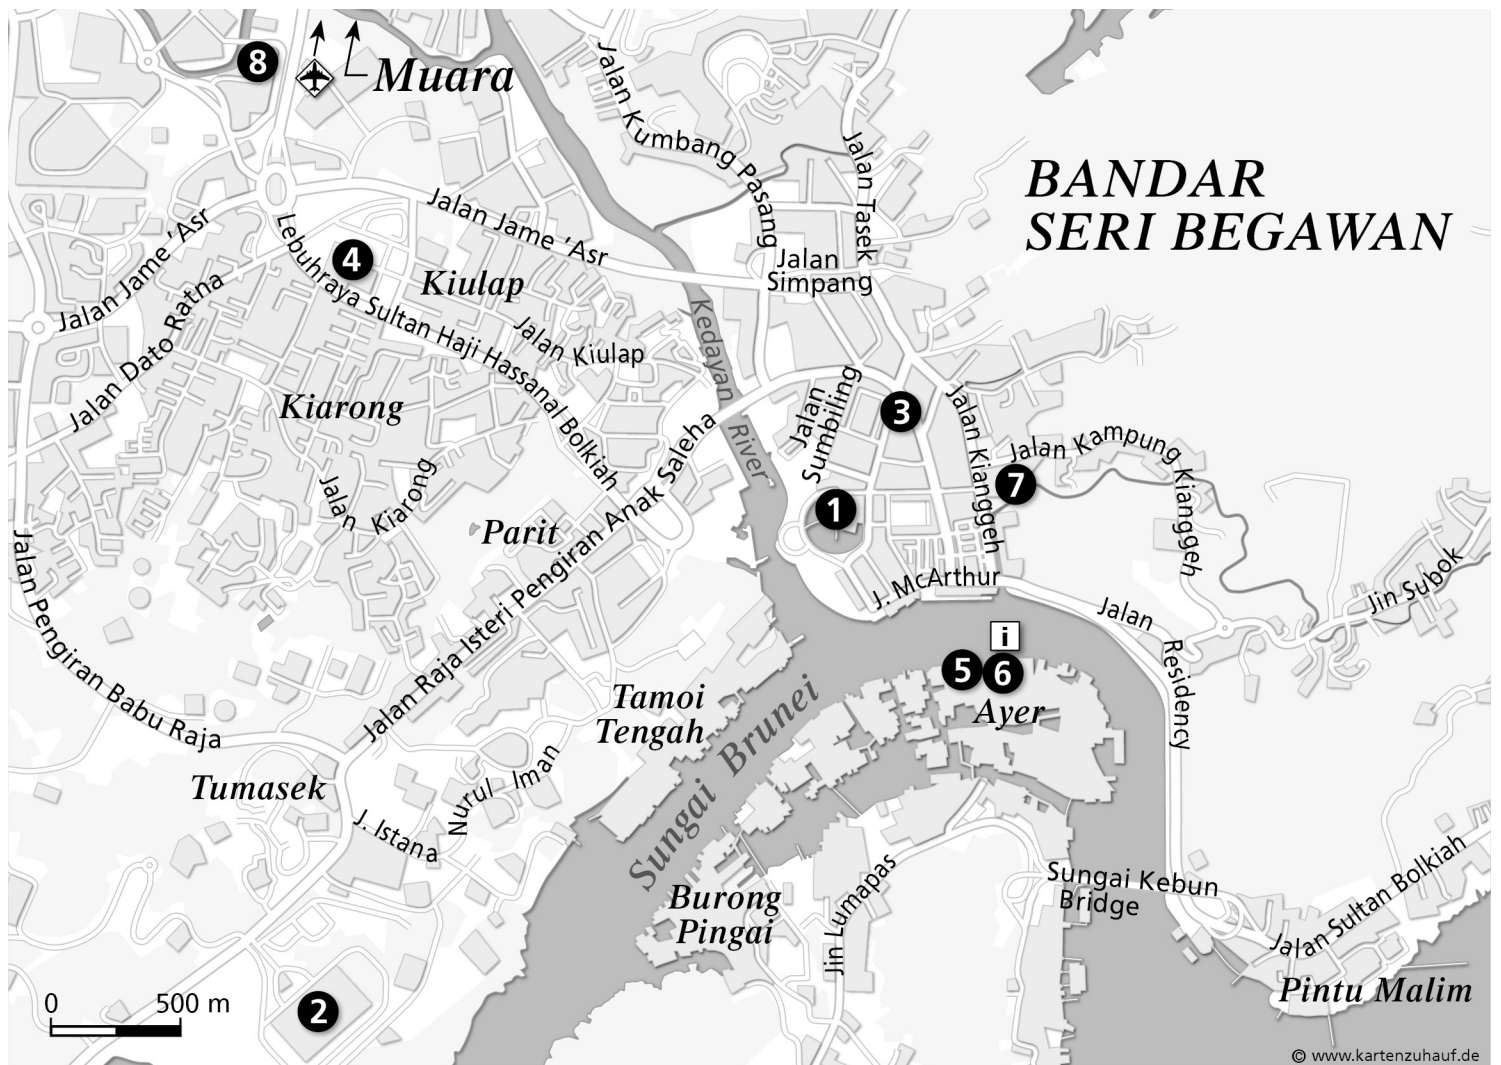 8
Muara
BANDAR
SERI BEGAWAN
Jalan Kumbang Pasang
Jalan Tasek
Jalan Jame 'Asr
Jalan Jame 'Asr
Jalan
Simpang
4
Kiulap
Lebuhraya Sultan Haji Hassanal Bolkiah
Jalan Dato Ratna
Jalan Kiulap
Kedayan
River
Kiarong
Jalan
Sumbiling
3
Jalan Kianggeh
Jalan Kampung Kianggeh
7
1
Jalan
Kiarong
Parit
Jalan Raja Isteri Pengiran Anak Saleha
Jalan Pengiran Babu Raja
J. McArthur
Jalan
Residency
Jln Subok
i
5
6
Ayer
Tamoi
Tengah
Sungai Brunei
Tumasek
Nurul Iman
J. Istana
Burong
Pingai
Jln Lumapas
Sungai Kebun
Bridge
Jalan Sultan Bolkiah
Pintu Malim
0
500 m
2
© www.kartenzuhauf.de